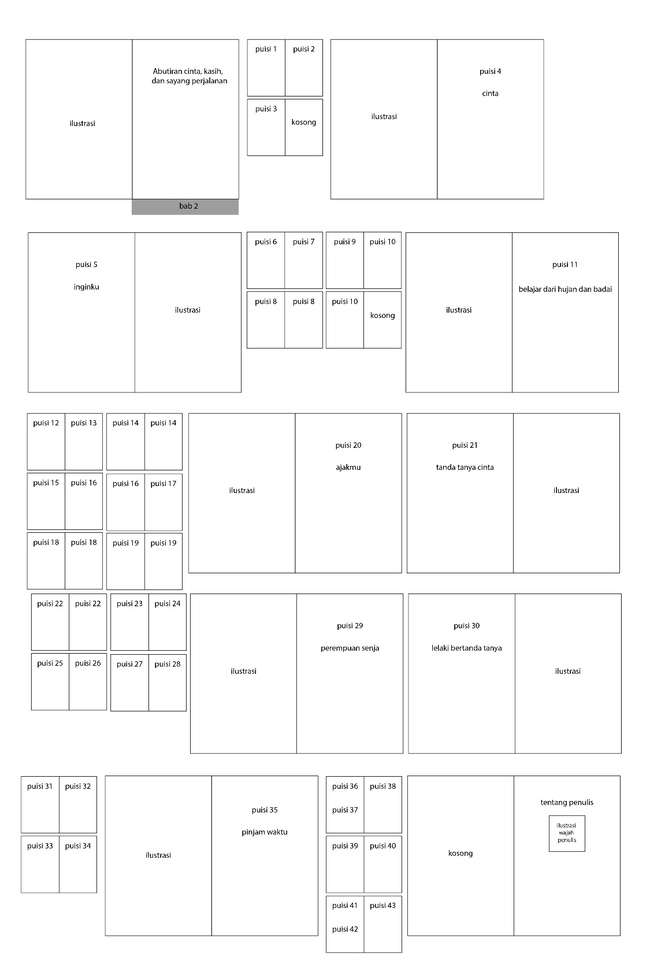 ilustrasi
Abutiran cinta, kasih,
dan sayang perjalanan
bab 2
puisi 1
puisi 2
puisi 3
kosong
ilustrasi
puisi 4
cinta
puisi 5
inginku
ilustrasi
puisi 6
puisi 7
puisi 8
puisi 8
puisi 9
puisi 10
puisi 10
kosong
ilustrasi
puisi 11
belajar dari hujan dan badai
puisi 12
puisi 13
puisi 14
puisi 14
puisi 15
puisi 16
puisi 16
puisi 17
puisi 18
puisi 18
puisi 19
puisi 19
ilustrasi
puisi 20
ajakmu
puisi 21
tanda tanya cinta
ilustrasi
puisi 22
puisi 22
puisi 23
puisi 24
puisi 25
puisi 26
puisi 27
puisi 28
ilustrasi
puisi 29
perempuan senja
puisi 30
lelaki bertanda tanya
ilustrasi
puisi 31
puisi 32
puisi 33
puisi 34
ilustrasi
puisi 35
pinjam waktu
puisi 36
puisi 37
puisi 38
puisi 39
puisi 40
puisi 41
puisi 42
puisi 43
kosong
tentang penulis
ilustrasi
wajah
penulis